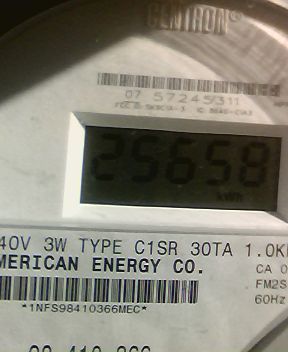 CENTRON®
07 57245311
25658
kWh
40V 3W TYPE C1SR 30TA 1.0K
MERICAN ENERGY CO.
CA 0
FM2S
60Hz
*1NFS98410366MEC*